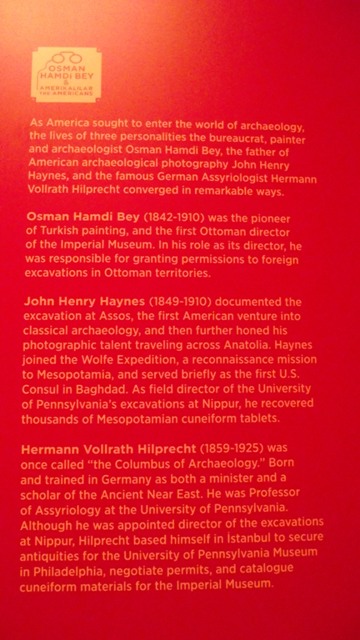 OSMAN
HAMDİ BEY
&
AMERİKALILAR
THE AMERICANS
As America sought to enter the world of archaeology,
the lives of three personalities the bureaucrat, painter
and archaeologist Osman Hamdi Bey, the father of
American archaeological photography John Henry
Haynes, and the famous German Assyriologist Hermann
Vollrath Hilprecht converged in remarkable ways.
Osman Hamdi Bey (1842-1910) was the pioneer
of Turkish painting, and the first Ottoman director
of the Imperial Museum. In his role as its director, he
was responsible for granting permissions to foreign
excavations in Ottoman territories.
John Henry Haynes (1849-1910) documented the
excavation at Assos, the first American venture into
classical archaeology, and then further honed his
photographic talent traveling across Anatolia. Haynes
joined the Wolfe Expedition, a reconnaissance mission
to Mesopotamia, and served briefly as the first U.S.
Consul in Baghdad. As field director of the University
of Pennsylvania's excavations at Nippur, he recovered
thousands of Mesopotamian cuneiform tablets.
Hermann Vollrath Hilprecht (1859-1925) was
once called “the Columbus of Archaeology.” Born
and trained in Germany as both a minister and a
scholar of the Ancient Near East. He was Professor
of Assyriology at the University of Pennsylvania.
Although he was appointed director of the excavations
at Nippur, Hilprecht based himself in İstanbul to secure
antiquities for the University of Pennsylvania Museum
in Philadelphia, negotiate permits, and catalogue
cuneiform materials for the Imperial Museum.